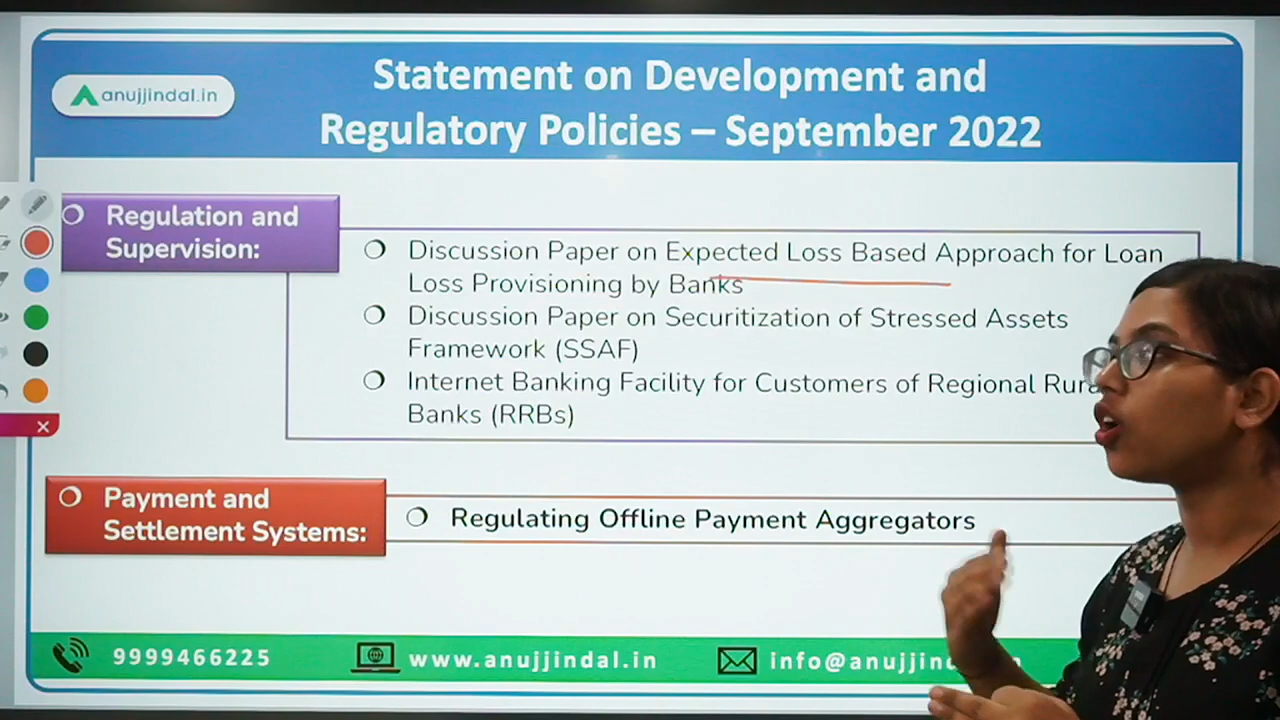 Statement on Development and
anujjindal.in
Regulatory Policies – September 2022
Regulation and
Supervision:
Discussion Paper on Expected Loss Based Approach for Loan
Loss Provisioning by Banks
Discussion Paper on Securitization of Stressed Assets
Framework (SSAF)
Internet Banking Facility for Customers of Regional
Banks (RRBs)
Payment and
Settlement Systems:
Regulating Offline Payment Aggregators
9999466225
www.anujjindal.in